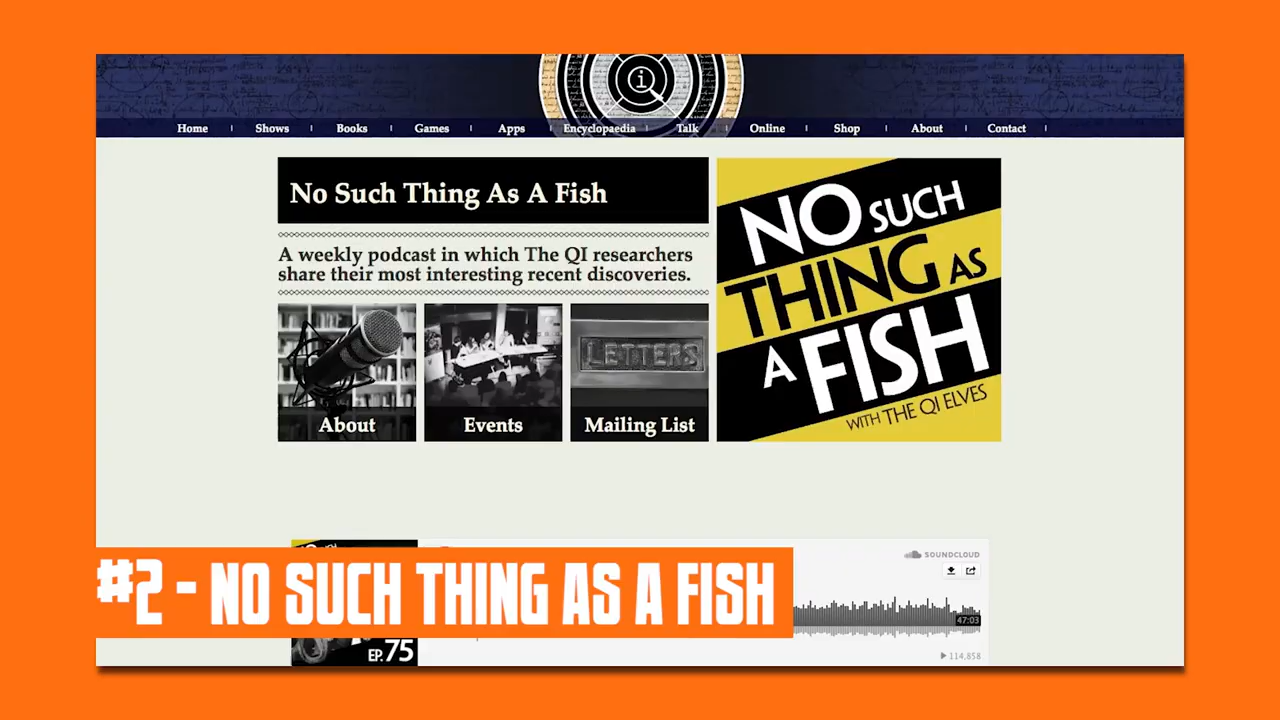 Home Shows Books Games Apps Encyclopaedia Talk Online Shop About Contact
No Such Thing As A Fish
A weekly podcast in which The QI researchers
share their most interesting recent discoveries.
About
Events
LETTERS
Mailing List
NO SUCH
THING AS
A FISH
WITH THE QI ELVES
SOUNDCLOUD
#2 - NO SUCH THING AS A FISH
47:03
EP. 75
114,858